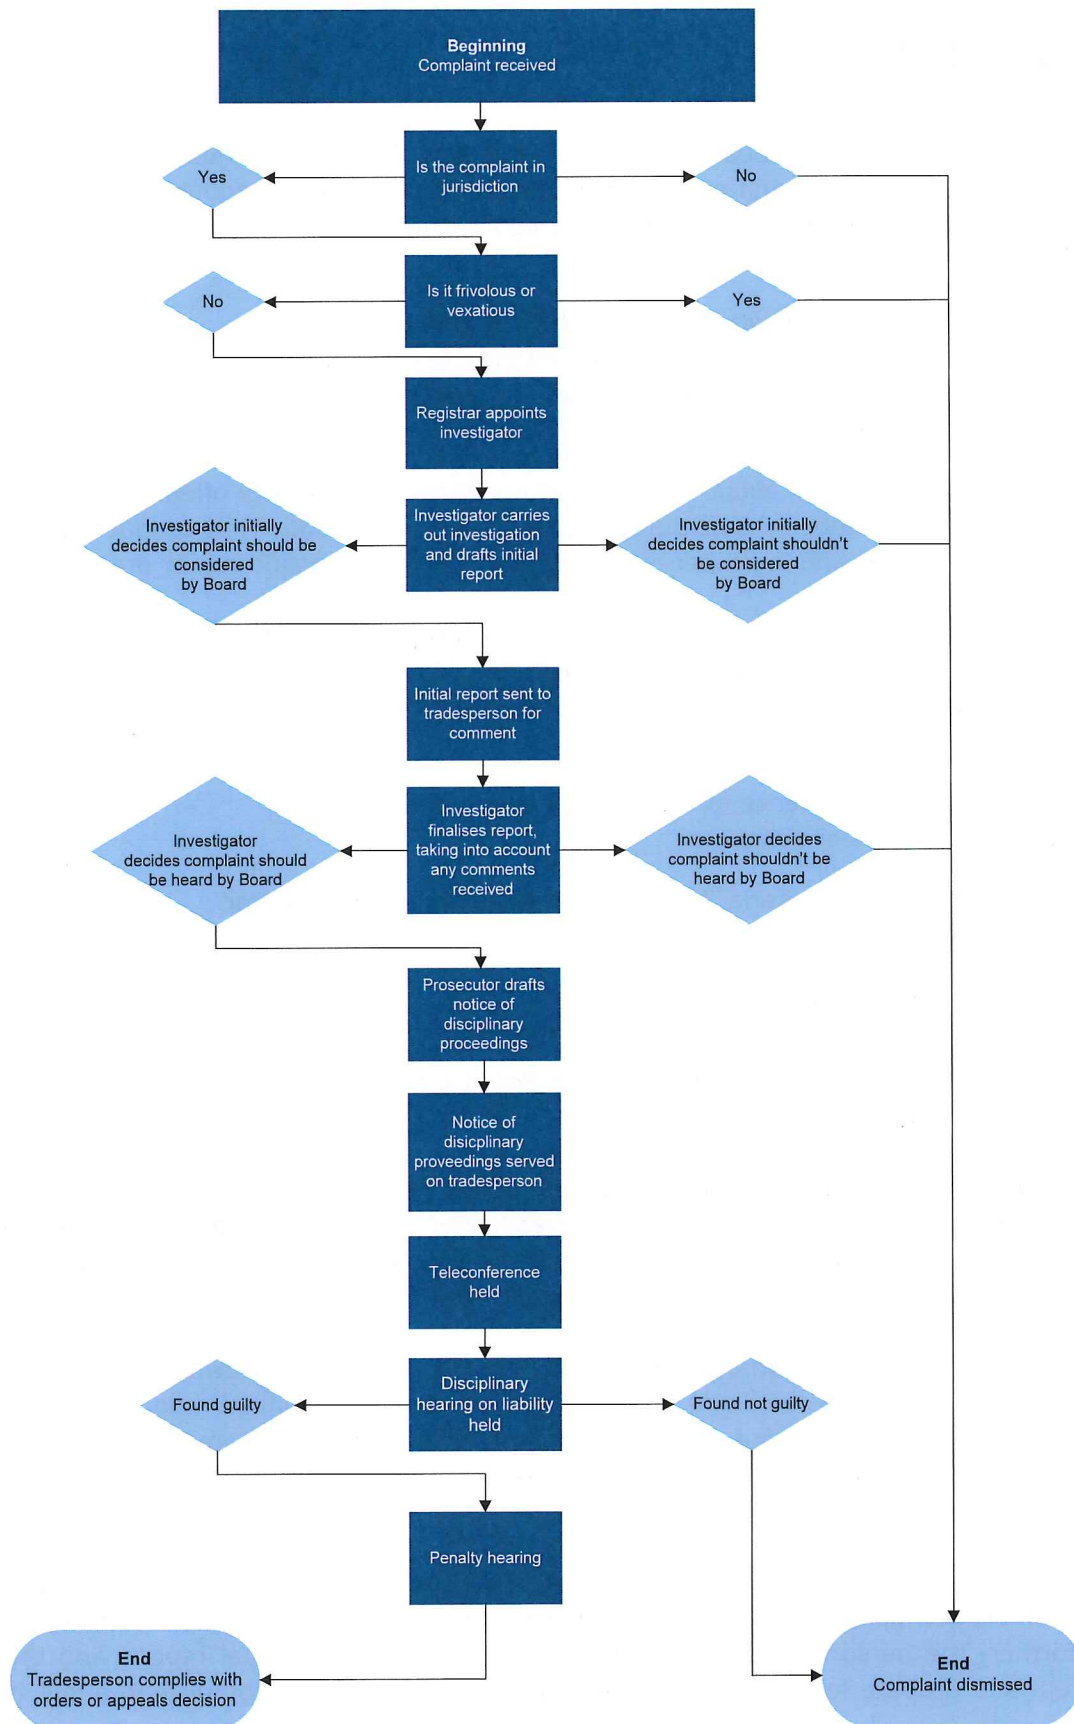 Beginning
Complaint received
Is the complaint in
jurisdiction
Yes
No
Is it frivolous or
vexatious
No
Yes
Registrar appoints
investigator
Investigator carries
out investigation
and drafts initial
report
Investigator initially
decides complaint should be
considered
by Board
Investigator initially
decides complaint shouldn't
be considered
by Board
Initial report sent to
tradesperson for
comment
Investigator
finalises report,
taking into account
any comments
received
Investigator
decides complaint should
be heard by Board
Investigator decides
complaint shouldn't be
heard by Board
Prosecutor drafts
notice of
disciplinary
proceedings
Notice of
disicplinary
proveedings served
on tradesperson
Teleconference
held
Disciplinary
hearing on liability
held
Found guilty
Found not guilty
Penalty hearing
End
Tradesperson complies with
orders or appeals decision
End
Complaint dismissed